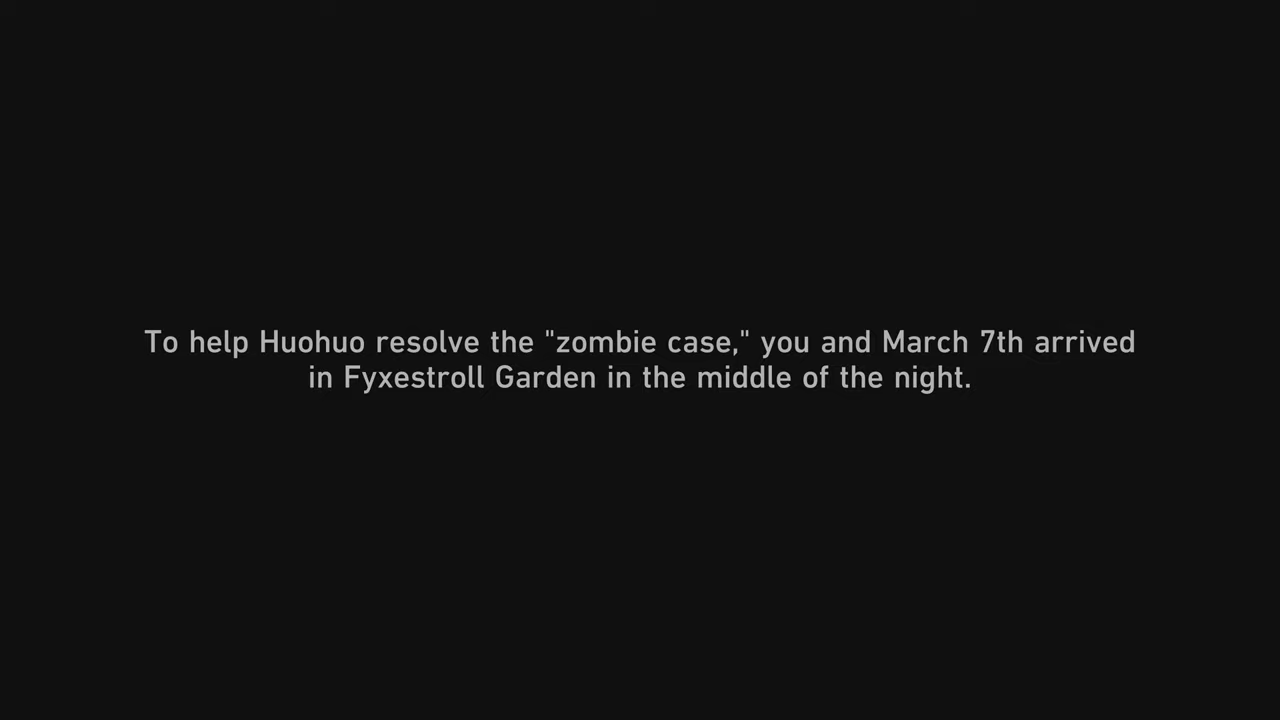 To help Huohuo resolve the "zombie case," you and March 7th arrived
in Fyxestroll Garden in the middle of the night.